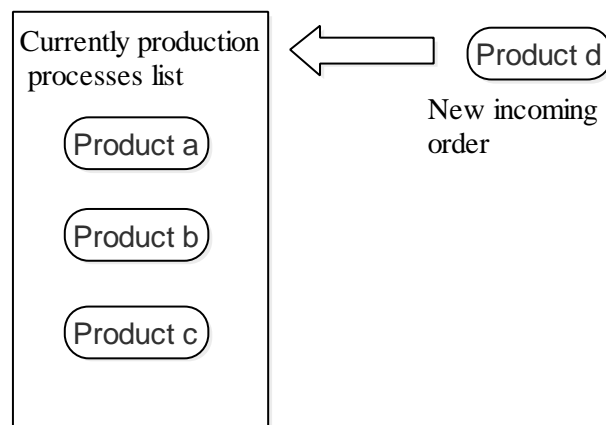 Currently production
processes list
Product a
Product b
Product c
Product d
New incoming
order